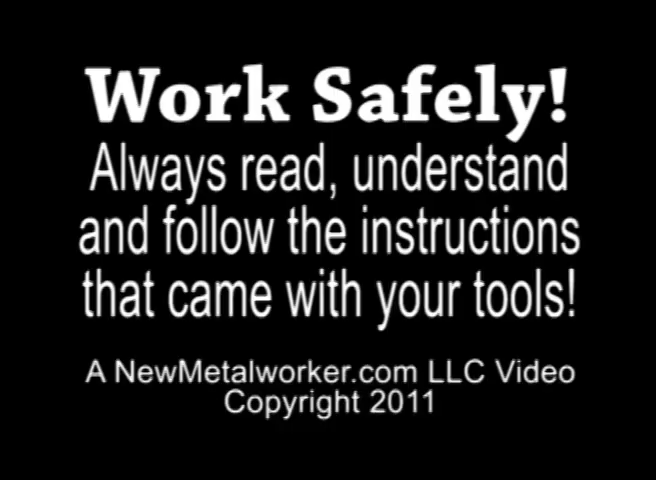 Work Safely!
Always read, understand
and follow the instructions
that came with your tools!
A NewMetalworker.com LLC Video
Copyright 2011